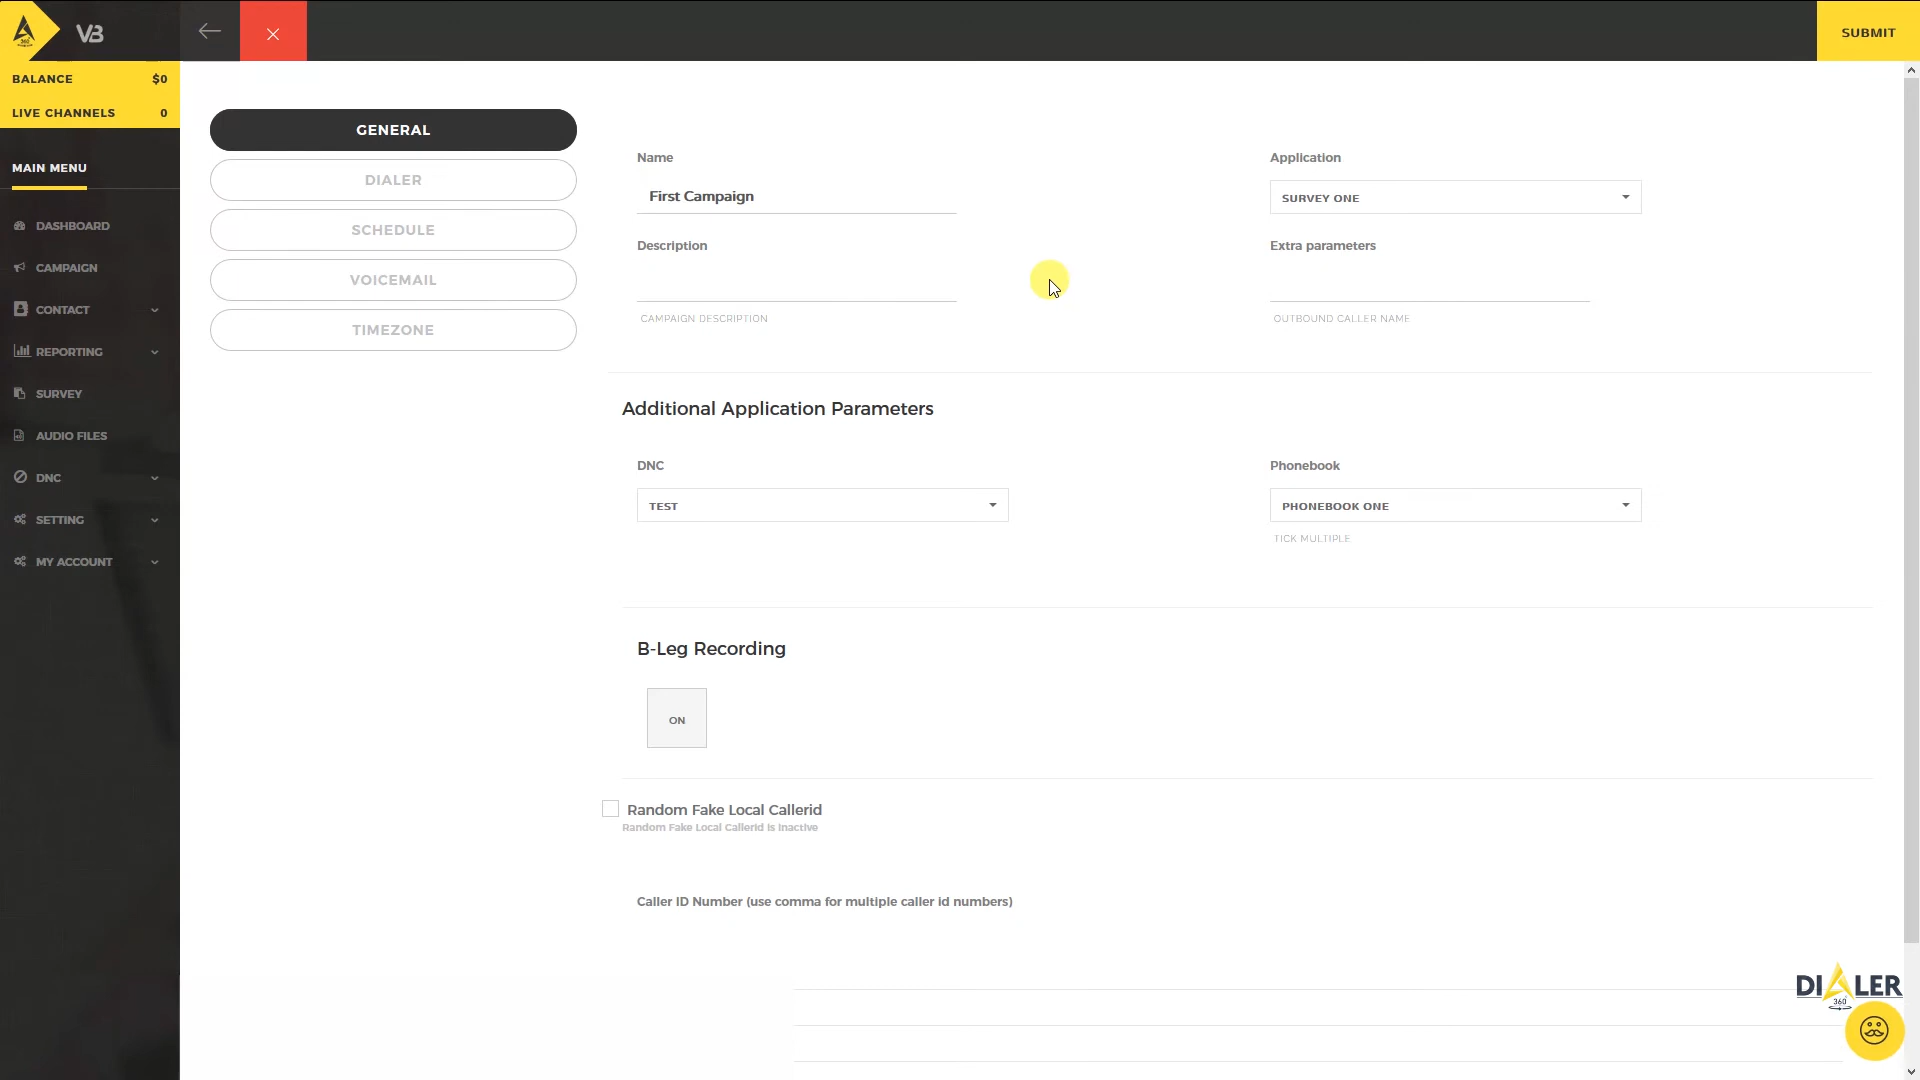 360
VB
SUBMIT
BALANCE $0
LIVE CHANNELS 0
MAIN MENU
DASHBOARD
CAMPAIGN
CONTACT
REPORTING
SURVEY
AUDIO FILES
DNC
SETTING
MY ACCOUNT
GENERAL
DIALER
SCHEDULE
VOICEMAIL
TIMEZONE
Name
First Campaign
Application
SURVEY ONE
Description
CAMPAIGN DESCRIPTION
Extra parameters
OUTBOUND CALLER NAME
Additional Application Parameters
DNC
TEST
Phonebook
PHONEBOOK ONE
TICK MULTIPLE
B-Leg Recording
ON
Random Fake Local Callerid
Random Fake Local Callerid is Inactive
Caller ID Number (use comma for multiple caller id numbers)
DIALER
360